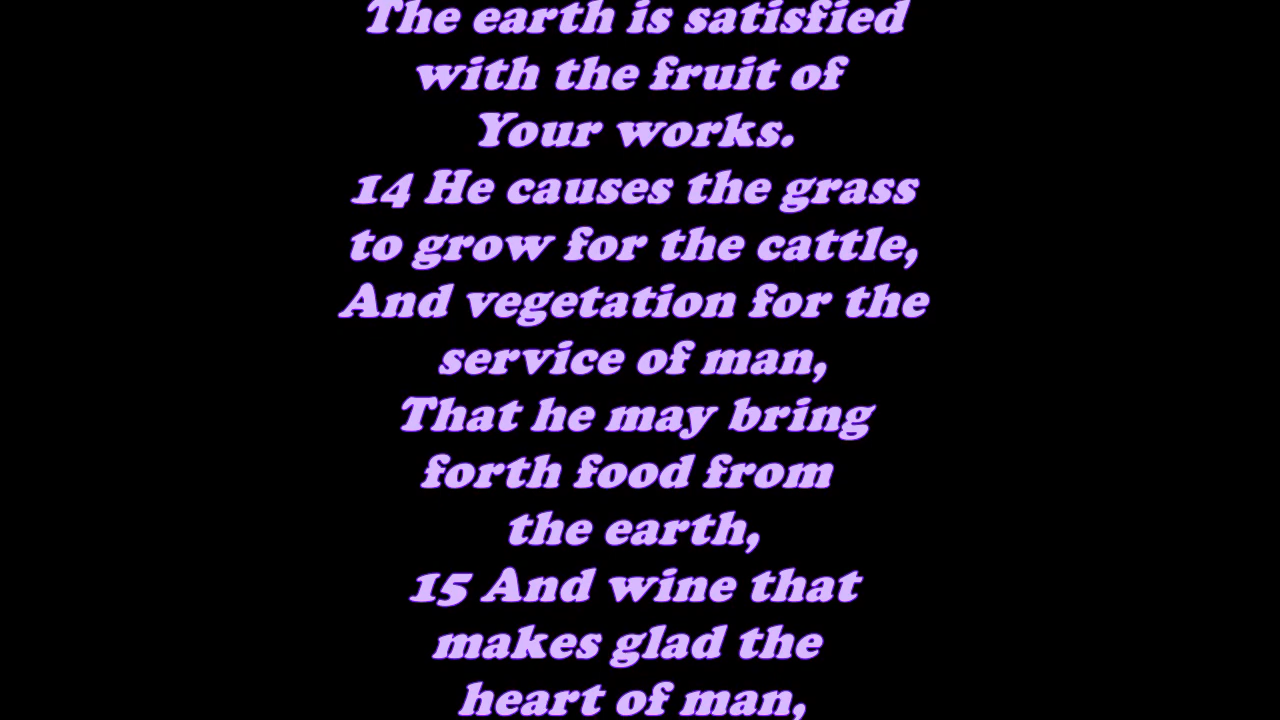 The earth is satisfied
with the fruit of
Your works.
14 He causes the grass
to grow for the cattle,
And vegetation for the
service of man,
That he may bring
forth food from
the earth,
15 And wine that
makes glad the
heart of man,